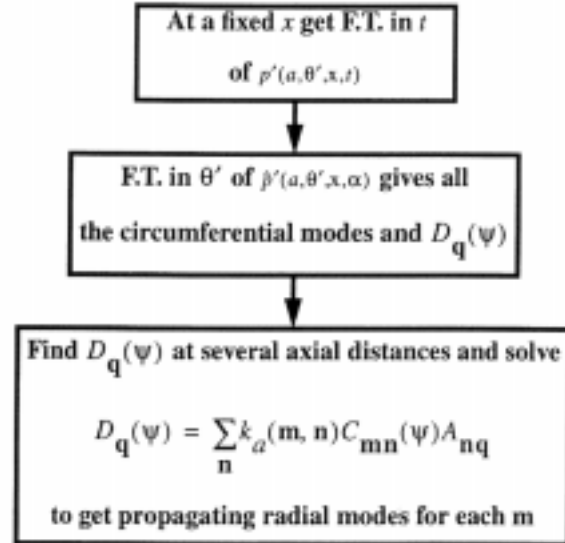 At a fixed x get F.T. in t
of p′(a,θ′,x,t)
F.T. in θ′ of p̂′(a,θ′,x,α) gives all
the circumferential modes and D_q(ψ)
Find D_q(ψ) at several axial distances and solve
D_q(ψ) = ∑_n k_a(m, n)C_mn(ψ)A_nq
to get propagating radial modes for each m